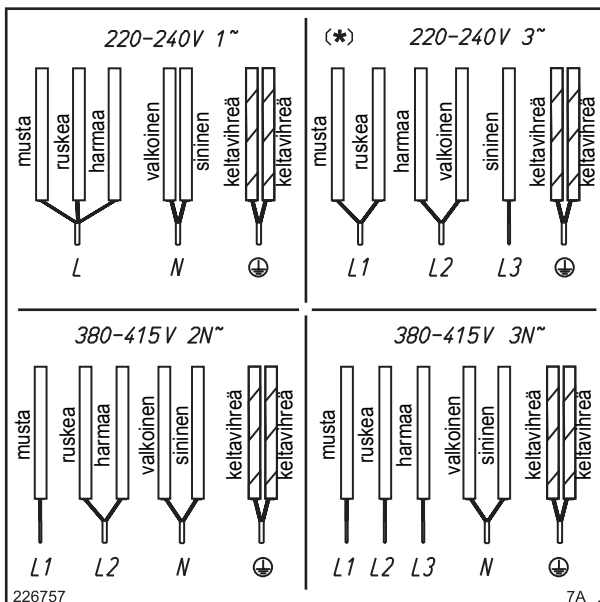 220-240V 1~
musta
ruskea
harmaa
valkoinen
sininen
keltavihreä
keltavihreä
L N
(*) 220-240V 3~
musta
ruskea
harmaa
valkoinen
sininen
keltavihreä
keltavihreä
L1 L2 L3
380-415V 2N~
musta
ruskea
harmaa
valkoinen
sininen
keltavihreä
keltavihreä
L1 L2 N
380-415V 3N~
musta
ruskea
harmaa
valkoinen
sininen
keltavihreä
keltavihreä
L1 L2 L3 N
226757 7A